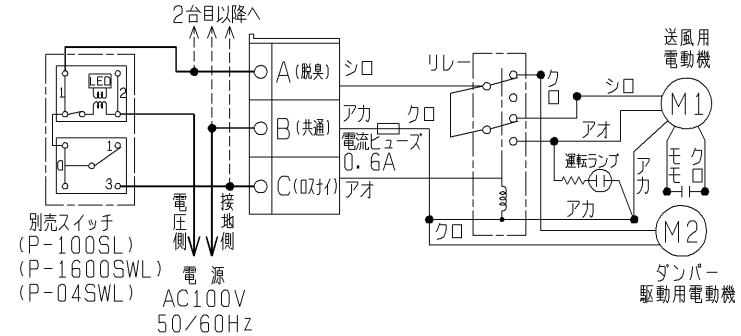 2台目以降へ
送風用
電動機
LED
1
2
1
3
A(脱臭)
B(共通)
C(ロスナイ)
シロ
アカ
クロ
電流ヒューズ
0.6A
アオ
リレー
クロ
シロ
アオ
運転ランプ
アカ
アカ
モモ
クロ
クロ
M1
M2
ダンパー
駆動用電動機
別売スイッチ
(P-100SL)
(P-1600SWL)
(P-04SWL)
電圧側
接地側
電源
AC100V
50/60Hz